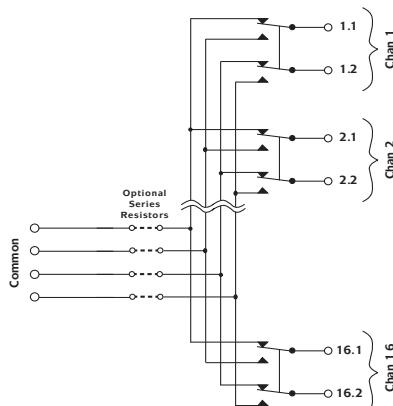 1.1
1.2
Chan 1
2.1
2.2
Chan 2
Optional
Series
Resistors
Common
16.1
16.2
Chan 16